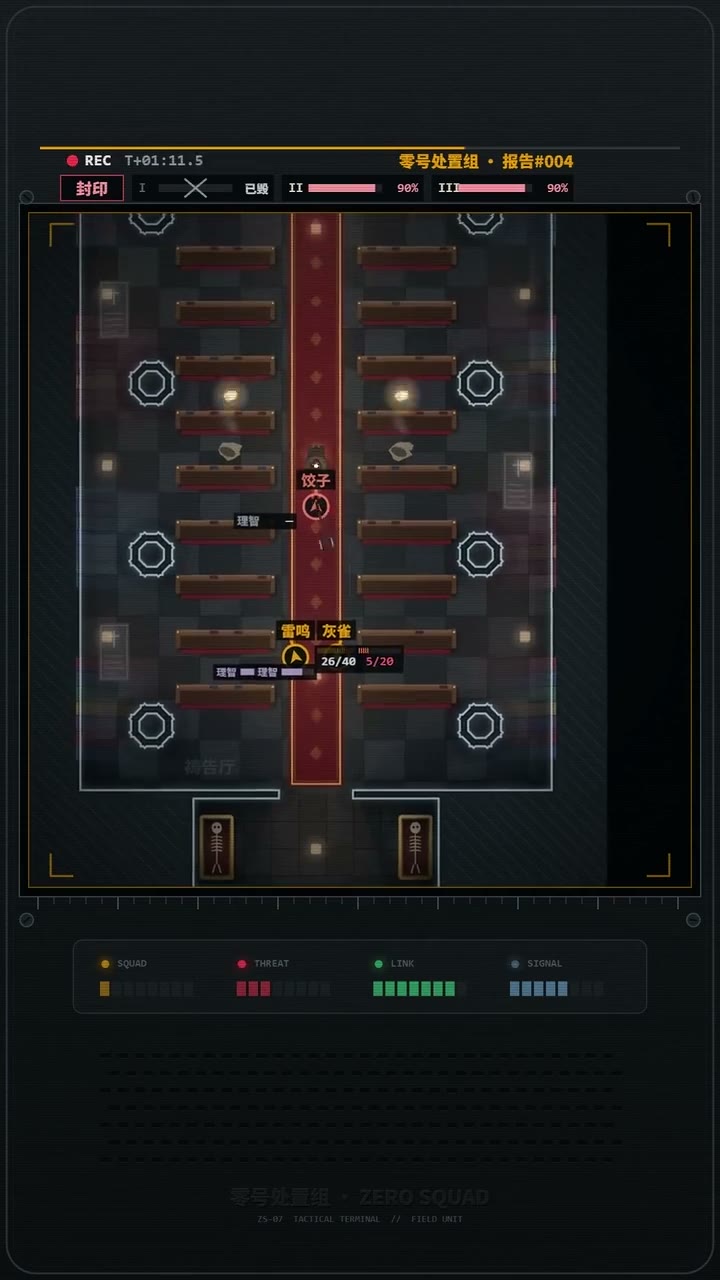 REC T+01:11.5 零号处置组 · 报告#004
封印 I 已毁 II 90% III 90%
饺子
理智
雷鸣 灰雀
26/40 5/20
理智 理智
祷告厅
SQUAD THREAT LINK SIGNAL
零号处置组 · ZERO SQUAD
ZS-07 TACTICAL TERMINAL // FIELD UNIT